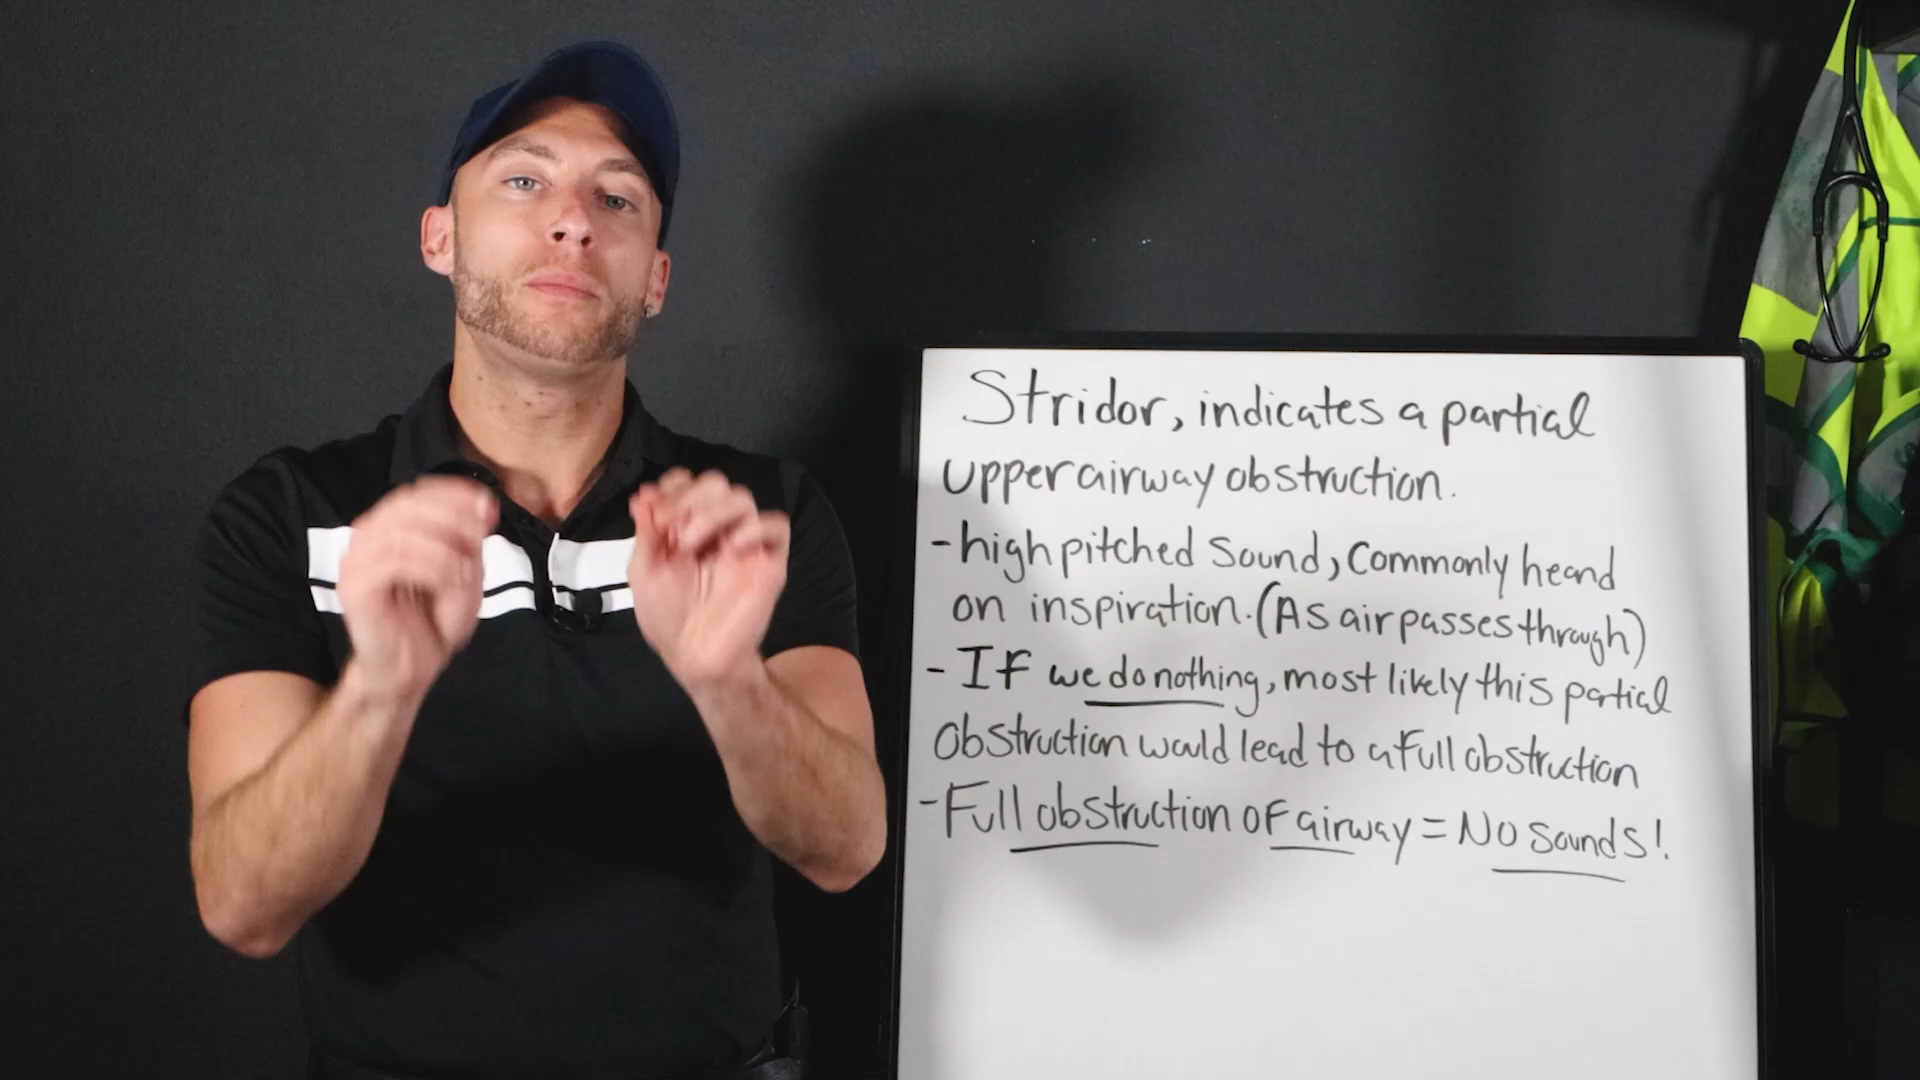 Stridor, indicates a partial
upper airway obstruction.
- high pitched sound, commonly heard
on inspiration. (As air passes through)
- If we do nothing, most likely this partial
obstruction would lead to a full obstruction
- Full obstruction of airway = No sounds!